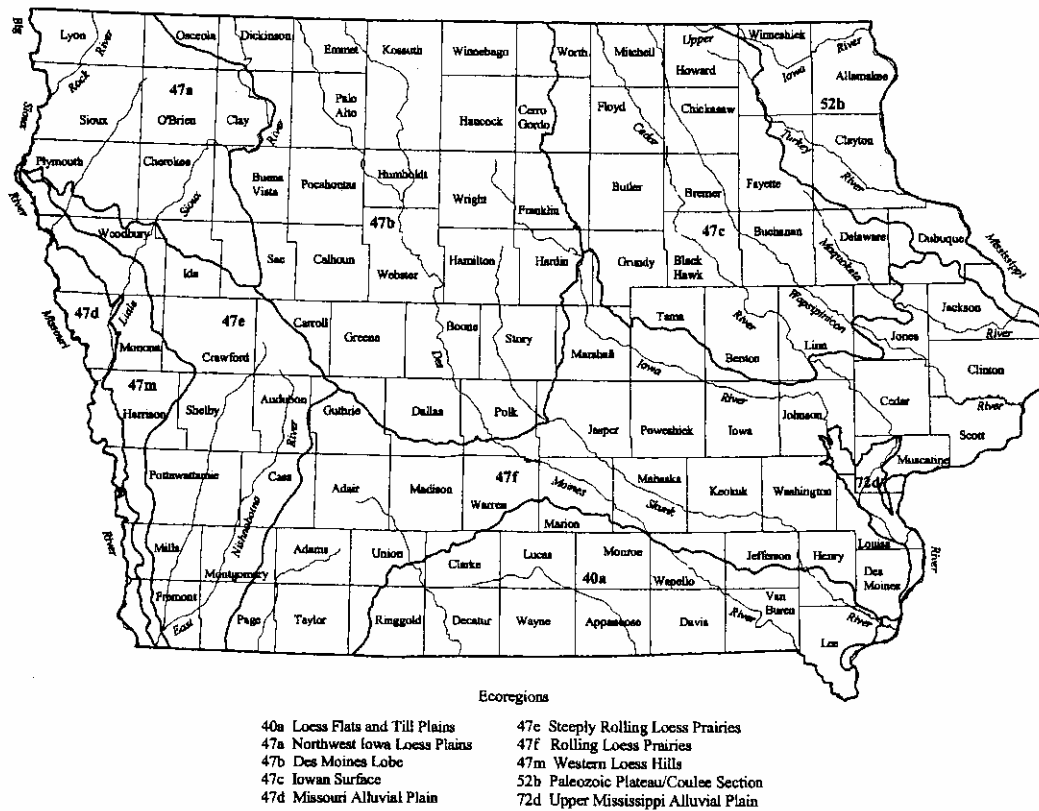 Big
Lyon
Osceola
Dickinson
Emmet
Kossuth
Winnebago
Worth
Mitchell
Upper
Winneshiek
River
River
Howard
Iowa
Allamakee
Rock
47a
Palo Alto
52b
Sioux
Sioux
O'Brien
Clay
Hancock
Cerro Gordo
Floyd
Chickasaw
River
Cedar
Turkey
Clayton
Plymouth
Cherokee
Humboldt
River
Buena Vista
Pocahontas
Wright
Franklin
Butler
Bremer
Fayette
River
Sioux
47b
47c
Woodbury
Buchanan
Delaware
Dubuque
Mississippi
Ida
Sac
Calhoun
Webster
Hamilton
Hardin
Grundy
Black Hawk
Maquoketa
47d
Little
47e
Carroll
Greene
Boone
Story
Marshall
Tama
River
Wapsipinicon
Linn
Jones
Jackson
River
Missouri
Monona
Crawford
Des
Benton
Iowa
Clinton
47m
Harrison
Shelby
Audubon
Guthrie
Dallas
Polk
Jasper
Poweshiek
River
Iowa
Johnson
Cedar
River
Scott
River
Pottawattamie
Cass
Adair
Madison
47f
Warren
Moines
Mahaska
Skunk
Keokuk
Washington
72d
Muscatine
Nishnabotna
Marion
River
Mills
Montgomery
Adams
Union
Clarke
Lucas
Monroe
Jefferson
Henry
Louisa
River
40a
Wapello
Des Moines
Fremont
East
Page
Taylor
Ringgold
Decatur
Wayne
Appanoose
Davis
River
Van Buren
River
Lee
Ecoregions
40a Loess Flats and Till Plains
47a Northwest Iowa Loess Plains
47b Des Moines Lobe
47c Iowan Surface
47d Missouri Alluvial Plain
47e Steeply Rolling Loess Prairies
47f Rolling Loess Prairies
47m Western Loess Hills
52b Paleozoic Plateau/Coulee Section
72d Upper Mississippi Alluvial Plain